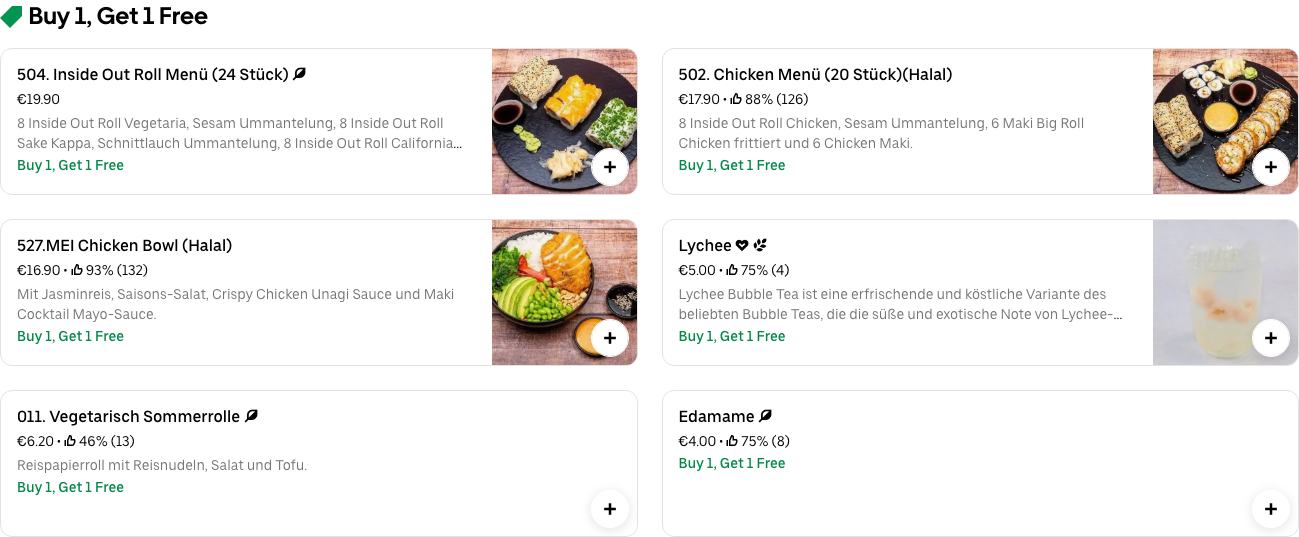 Buy 1, Get 1 Free
504. Inside Out Roll Menü (24 Stück)
€19.90
8 Inside Out Roll Vegetaria, Sesam Ummantelung, 8 Inside Out Roll
Sake Kappa, Schnittlauch Ummantelung, 8 Inside Out Roll California...
Buy 1, Get 1 Free
502. Chicken Menü (20 Stück)(Halal)
€17.90 • 88% (126)
8 Inside Out Roll Chicken, Sesam Ummantelung, 6 Maki Big Roll
Chicken frittiert und 6 Chicken Maki.
Buy 1, Get 1 Free
527.MEI Chicken Bowl (Halal)
€16.90 • 93% (132)
Mit Jasminreis, Saisons-Salat, Crispy Chicken Unagi Sauce und Maki
Cocktail Mayo-Sauce.
Buy 1, Get 1 Free
Lychee
€5.00 • 75% (4)
Lychee Bubble Tea ist eine erfrischende und köstliche Variante des
beliebten Bubble Teas, die die süße und exotische Note von Lychee-...
Buy 1, Get 1 Free
011. Vegetarisch Sommerrolle
€6.20 • 46% (13)
Reispapierroll mit Reisnudeln, Salat und Tofu.
Buy 1, Get 1 Free
Edamame
€4.00 • 75% (8)
Buy 1, Get 1 Free